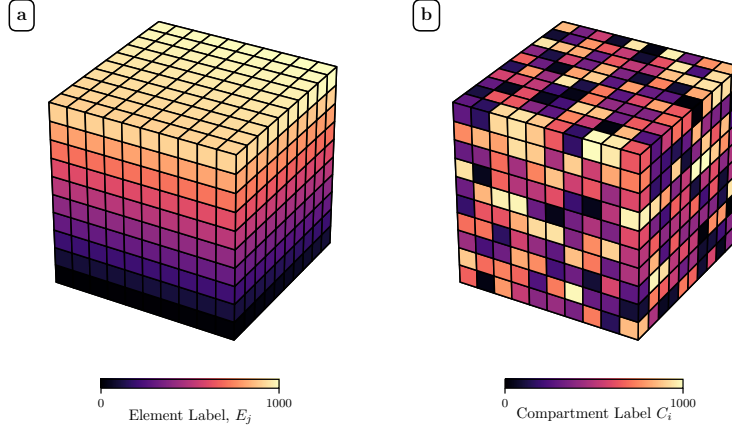 a
b
0 1000
Element Label, E_j
0 1000
Compartment Label C_i